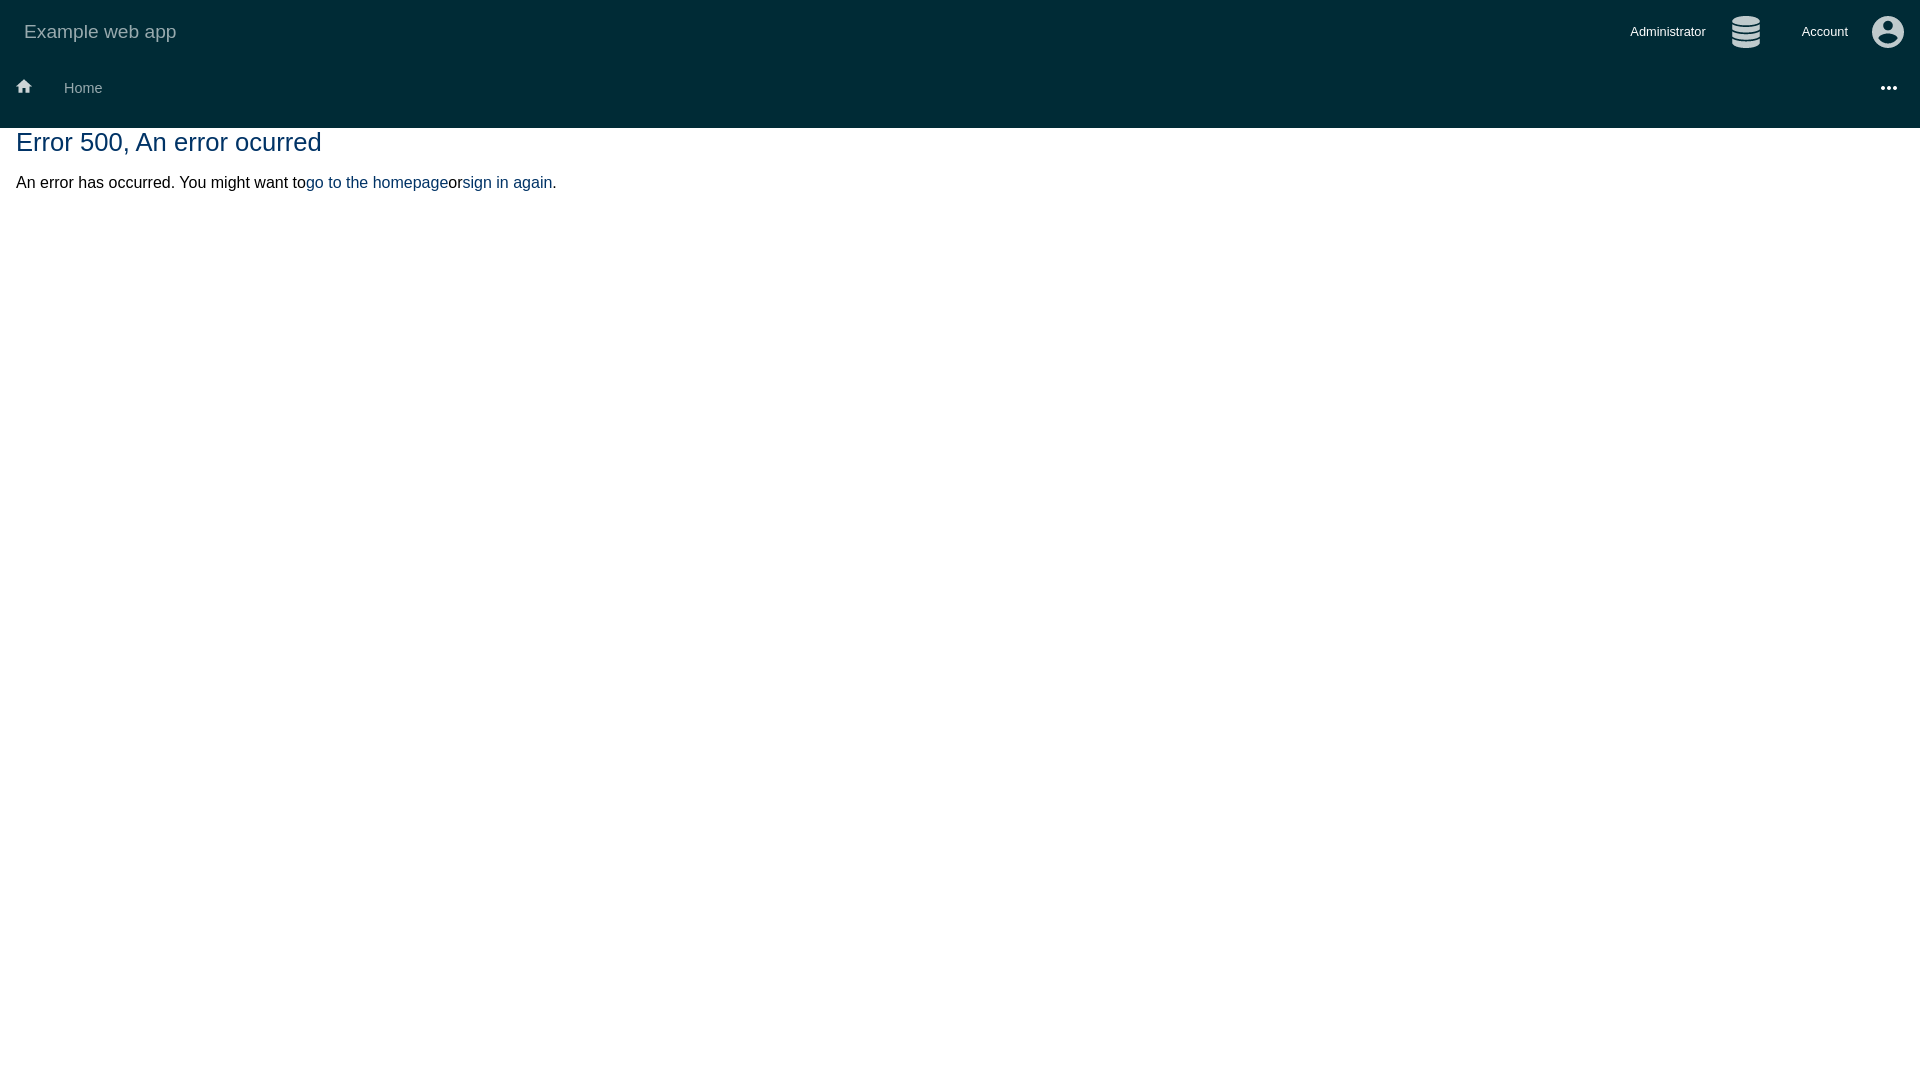 Example web app
Administrator
Account
Home
Error 500, An error ocurred
An error has occurred. You might want togo to the homepageorsign in again.